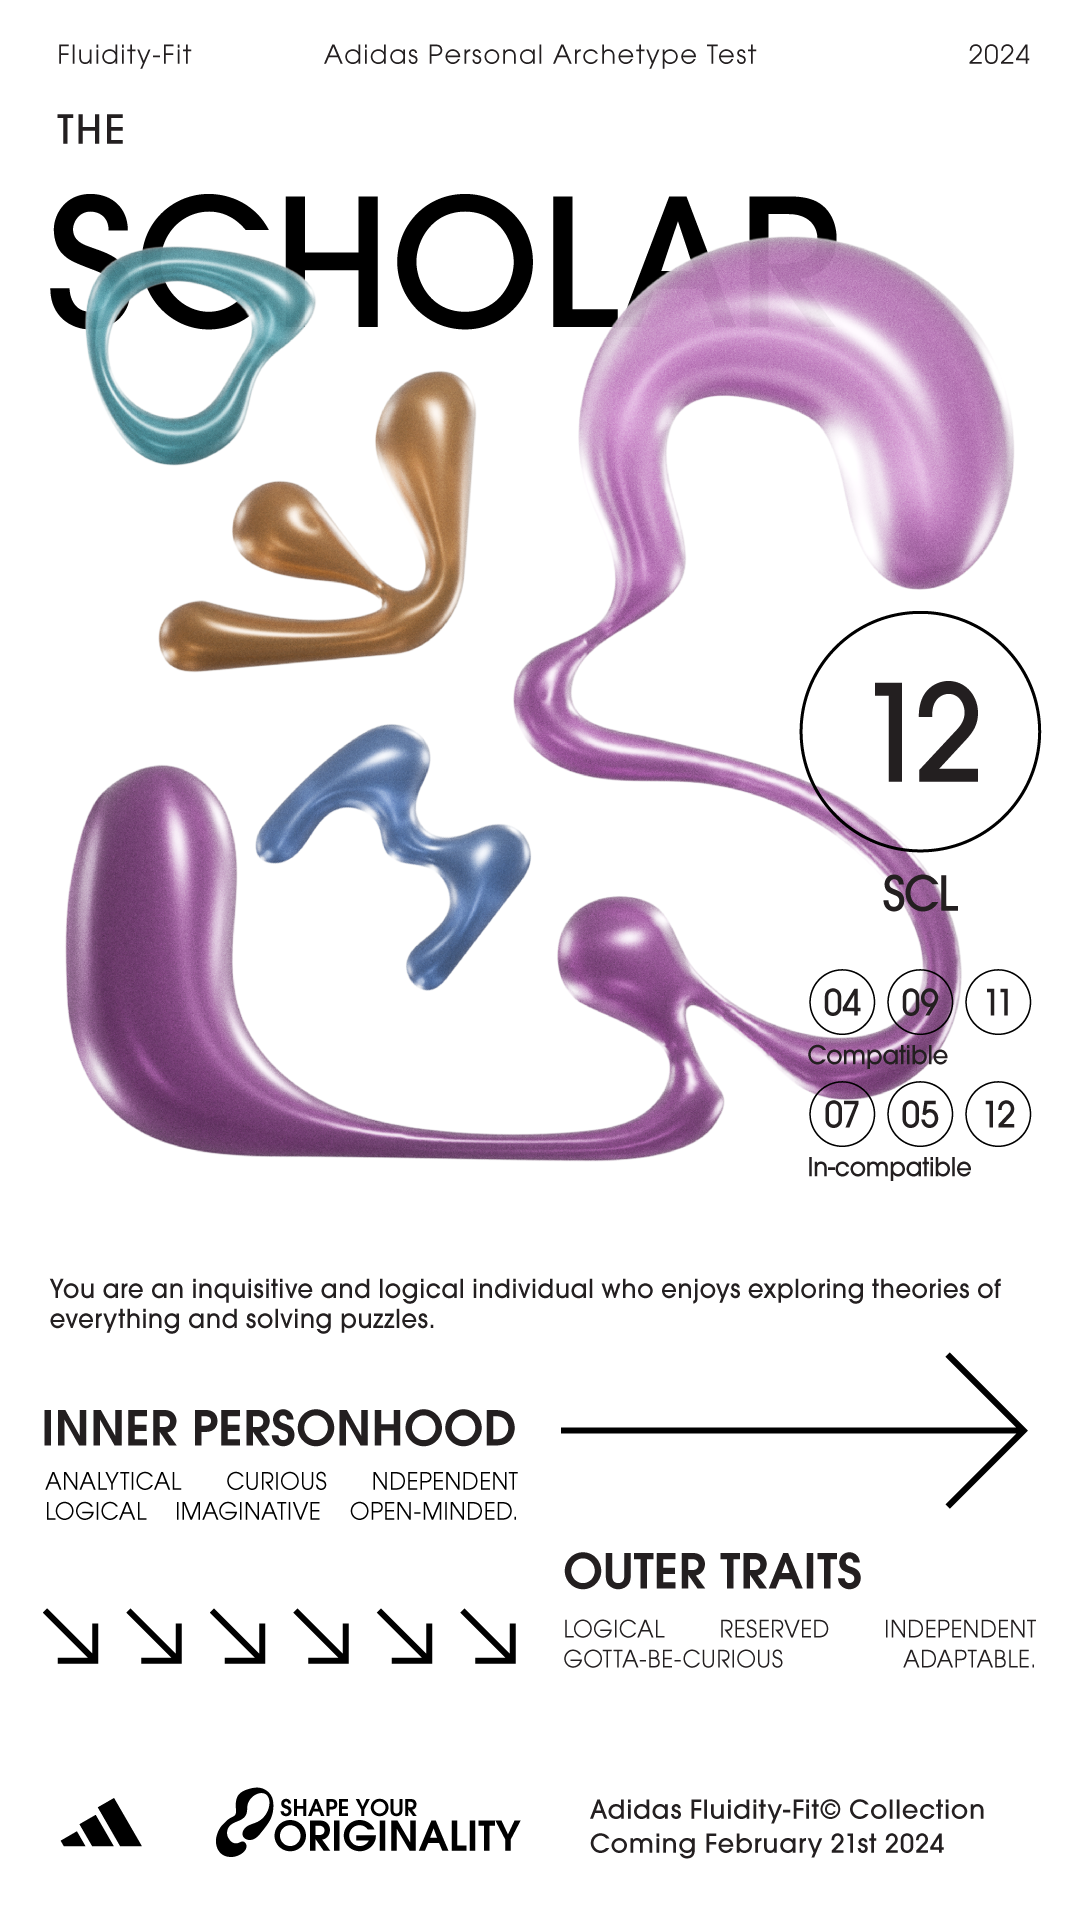 Fluidity-Fit Adidas Personal Archetype Test 2024
THE
SCHOLAR
12
SCL
04 09 11
Compatible
07 05 12
In-compatible
You are an inquisitive and logical individual who enjoys exploring theories of
everything and solving puzzles.
INNER PERSONHOOD
ANALYTICAL CURIOUS NDEPENDENT
LOGICAL IMAGINATIVE OPEN-MINDED.
OUTER TRAITS
LOGICAL RESERVED INDEPENDENT
GOTTA-BE-CURIOUS ADAPTABLE.
SHAPE YOUR
ORIGINALITY
Adidas Fluidity-Fit© Collection
Coming February 21st 2024